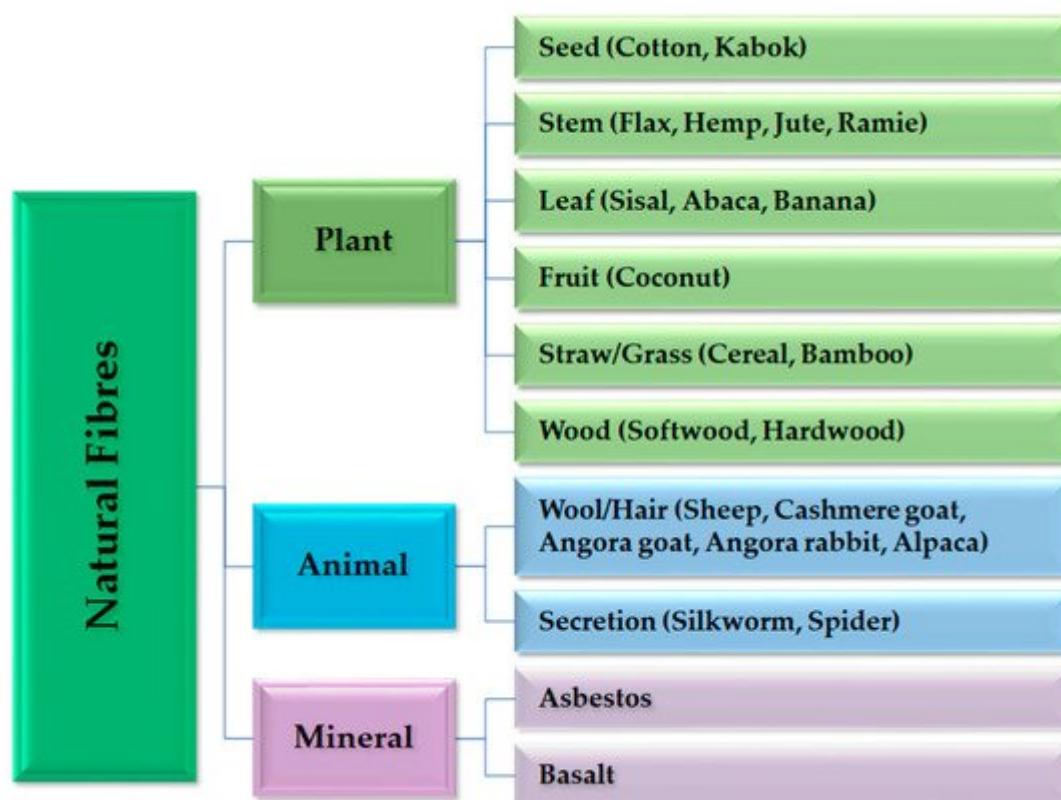 Natural Fibres
Plant
Seed (Cotton, Kabok)
Stem (Flax, Hemp, Jute, Ramie)
Leaf (Sisal, Abaca, Banana)
Fruit (Coconut)
Straw/Grass (Cereal, Bamboo)
Wood (Softwood, Hardwood)
Animal
Wool/Hair (Sheep, Cashmere goat,
Angora goat, Angora rabbit, Alpaca)
Secretion (Silkworm, Spider)
Mineral
Asbestos
Basalt